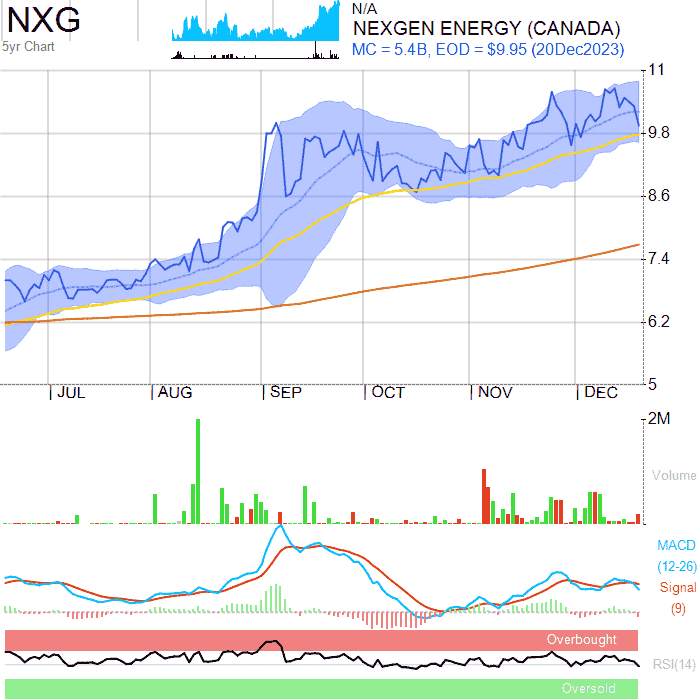 NXG
5yr Chart
N/A
NEXGEN ENERGY (CANADA)
MC = 5.4B, EOD = $9.95 (20Dec2023)
11
9.8
8.6
7.4
6.2
5
JUL AUG SEP OCT NOV DEC
2M
Volume
MACD
(12-26)
Signal
(9)
Overbought
RSI(14)
Oversold